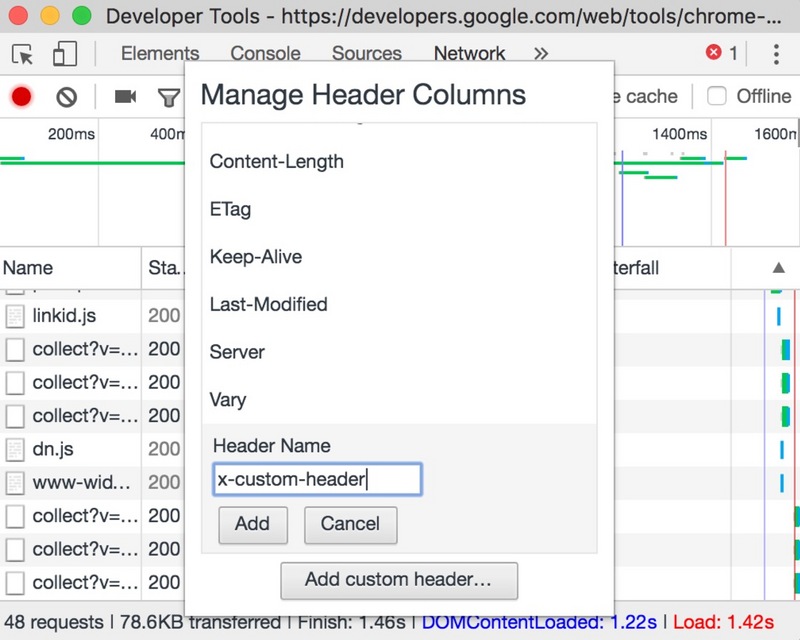 Developer Tools - https://developers.google.com/web/tools/chrome-...
Elements Console Sources Network » 1
Manage Header Columns
e cache Offline
200ms 400m 1400ms 1600m
Content-Length
ETag
Keep-Alive
Last-Modified
Server
Vary
Header Name
x-custom-header
Add Cancel
Add custom header...
Name Sta... terfall
linkid.js 200
collect?v=... 200
collect?v=... 200
collect?v=... 200
dn.js 200
www-wid... 200
collect?v=... 200
collect?v=... 200
collect?v=... 200
48 requests | 78.6KB transferred | Finish: 1.46s | DOMContentLoaded: 1.22s | Load: 1.42s